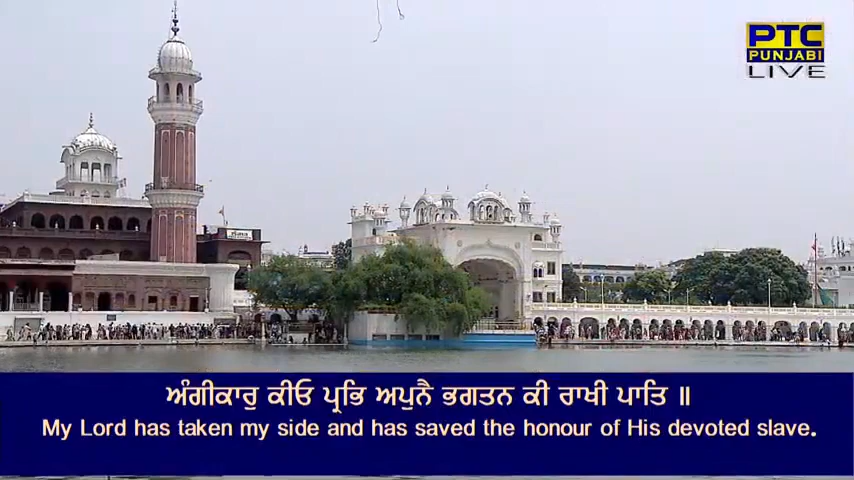 PTC
PUNJABI
LIVE
ਅੰਗੀਕਾਰੁ ਕੀਓ ਪ੍ਰਭਿ ਅਪੁਨੈ ਭਗਤਨ ਕੀ ਰਾਖੀ ਪਾਤਿ ॥
My Lord has taken my side and has saved the honour of His devoted slave.